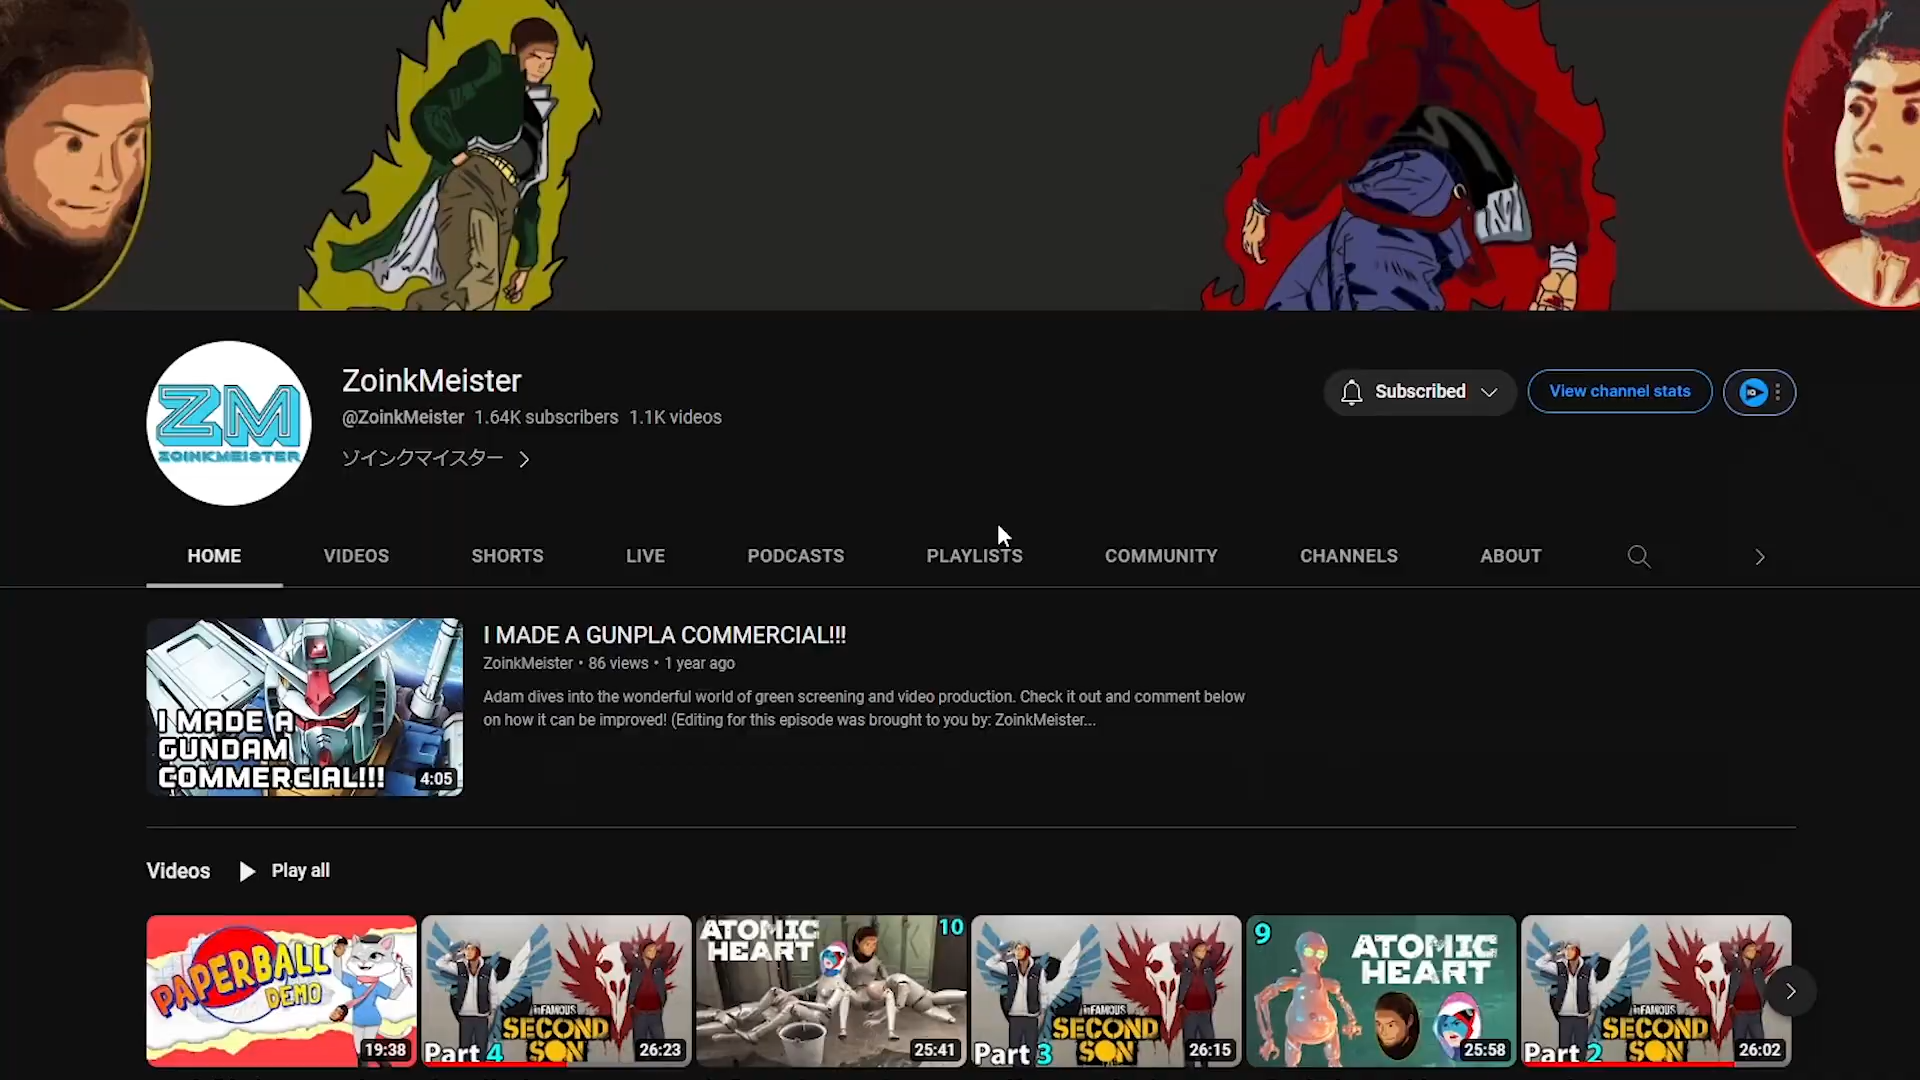 ZM
ZOINKMEISTER
ZoinkMeister
@ZoinkMeister 1.64K subscribers 1.1K videos
ゾインクマイスター
Subscribed
View channel stats
HOME VIDEOS SHORTS LIVE PODCASTS PLAYLISTS COMMUNITY CHANNELS ABOUT
I MADE A
GUNDAM
COMMERCIAL!!!
4:05
I MADE A GUNPLA COMMERCIAL!!!
ZoinkMeister • 86 views • 1 year ago
Adam dives into the wonderful world of green screening and video production. Check it out and comment below
on how it can be improved! (Editing for this episode was brought to you by: ZoinkMeister...
Videos Play all
PAPERBALL
DEMO
19:38
inFAMOUS
SECOND
SON
Part 4
26:23
ATOMIC
HEART
10
25:41
inFAMOUS
SECOND
SON
Part 3
26:15
9
ATOMIC
HEART
25:58
inFAMOUS
SECOND
SON
Part 2
26:02